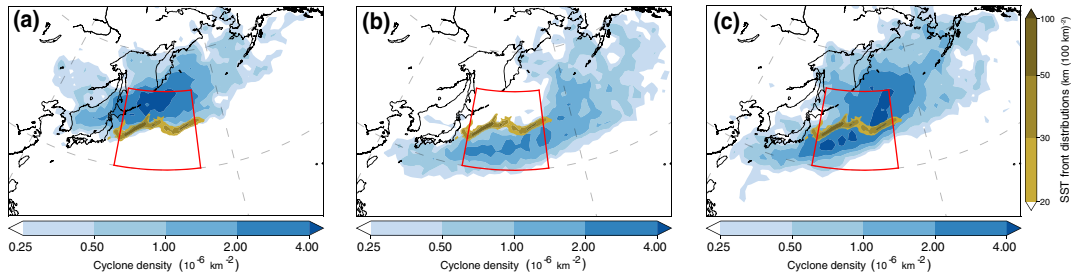 (a)
(b)
(c)
0.25 0.50 1.00 2.00 4.00
Cyclone density (10⁻⁶ km⁻²)
0.25 0.50 1.00 2.00 4.00
Cyclone density (10⁻⁶ km⁻²)
0.25 0.50 1.00 2.00 4.00
Cyclone density (10⁻⁶ km⁻²)
100
50
30
20
SST front distributions (km (100 km)⁻²)